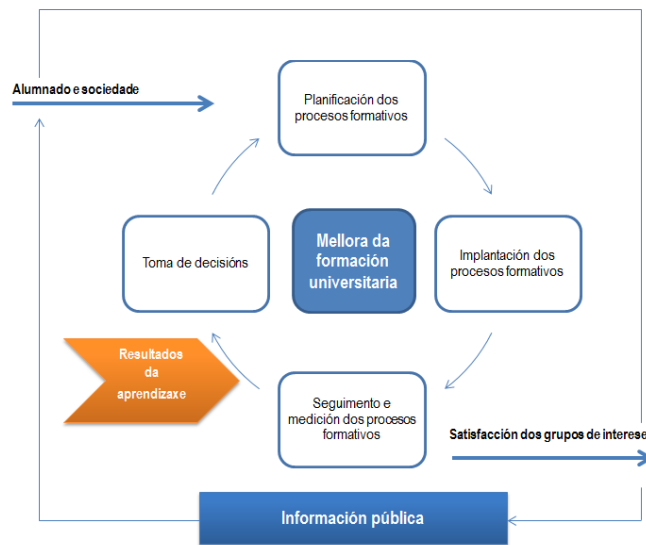 Alumnado e sociedade
Planificación dos
procesos formativos
Toma de decisións
Mellora da
formación
universitaria
Implantación dos
procesos formativos
Resultados
da
aprendizaxe
Seguimento e
medición dos procesos
formativos
Satisfacción dos grupos de interese
Información pública